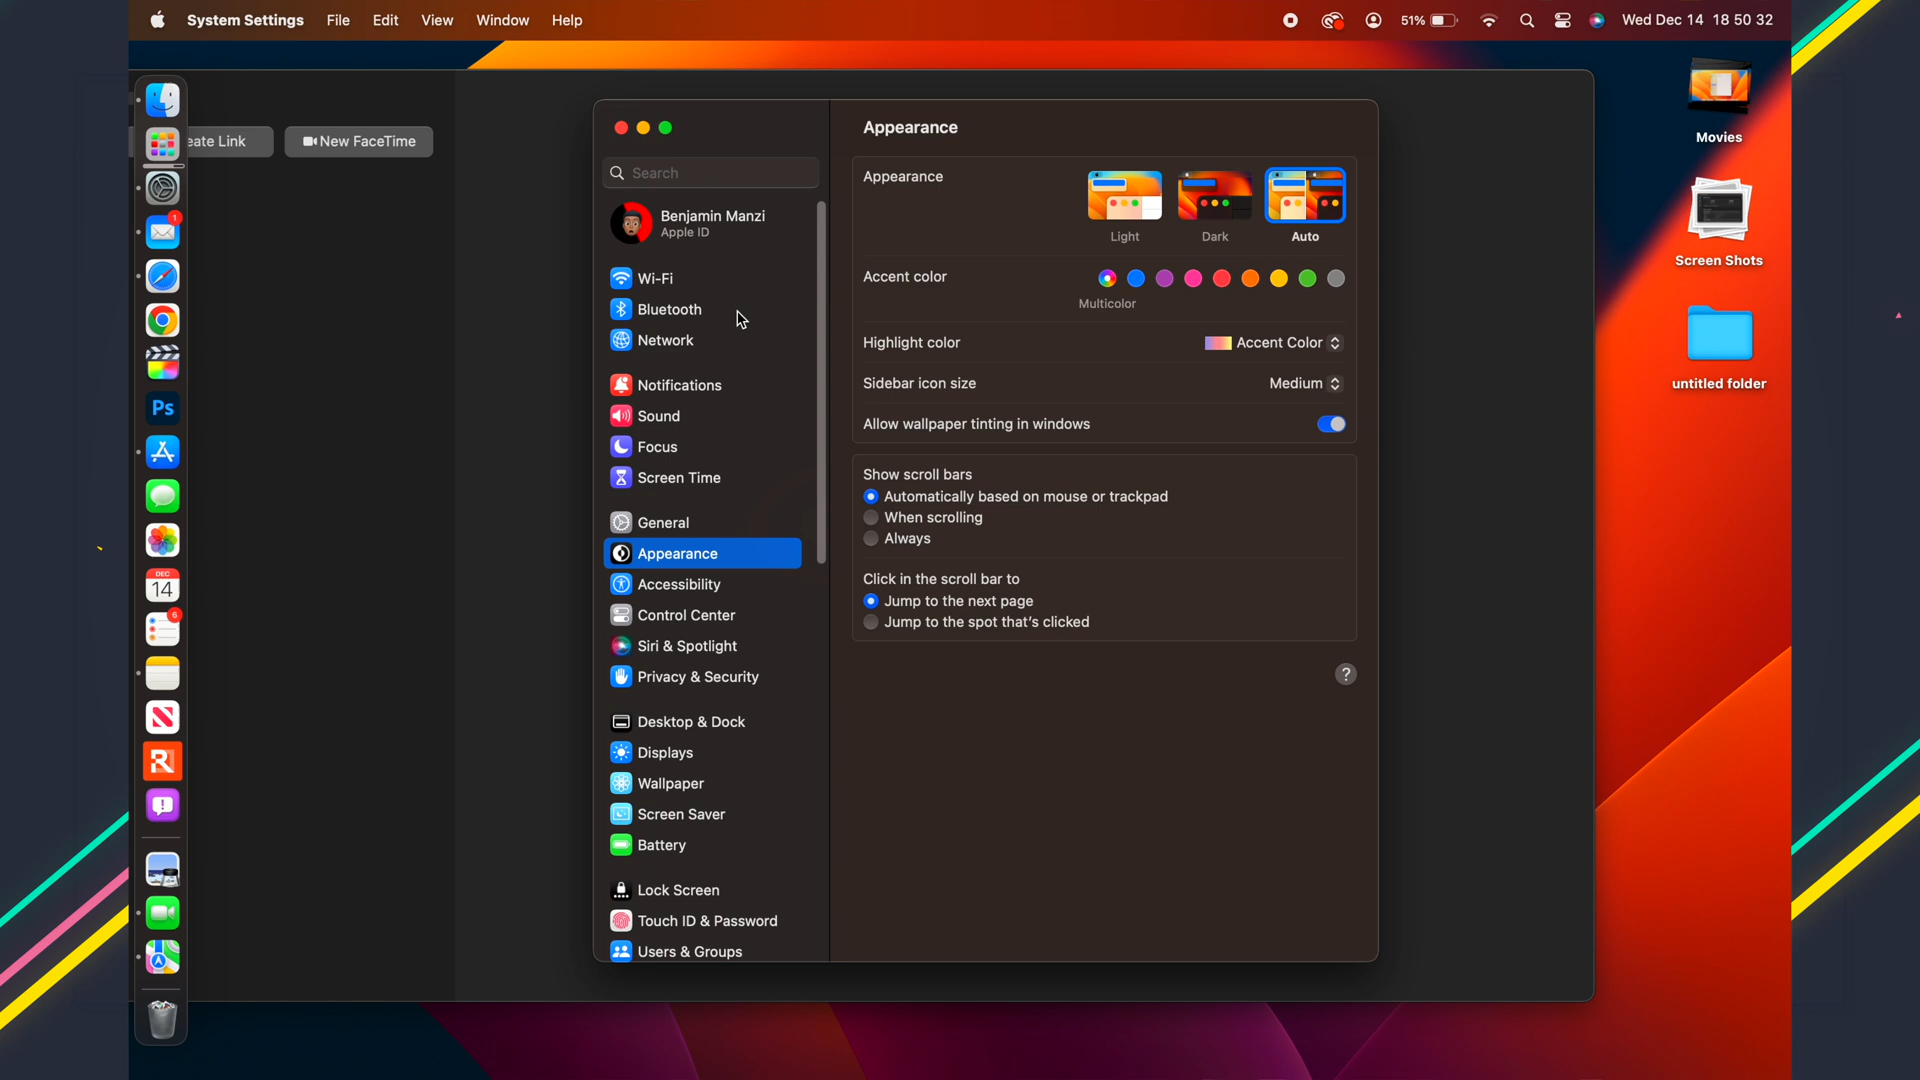 System Settings File Edit View Window Help
51% Wed Dec 14 18 50 32
eate Link New FaceTime
1
Ps
DEC
14
6
Search
Benjamin Manzi
Apple ID
Wi-Fi
Bluetooth
Network
Notifications
Sound
Focus
Screen Time
General
Appearance
Accessibility
Control Center
Siri & Spotlight
Privacy & Security
Desktop & Dock
Displays
Wallpaper
Screen Saver
Battery
Lock Screen
Touch ID & Password
Users & Groups
Appearance
Appearance
Light Dark Auto
Accent color
Multicolor
Highlight color Accent Color
Sidebar icon size Medium
Allow wallpaper tinting in windows
Show scroll bars
Automatically based on mouse or trackpad
When scrolling
Always
Click in the scroll bar to
Jump to the next page
Jump to the spot that's clicked
?
Movies
Screen Shots
untitled folder